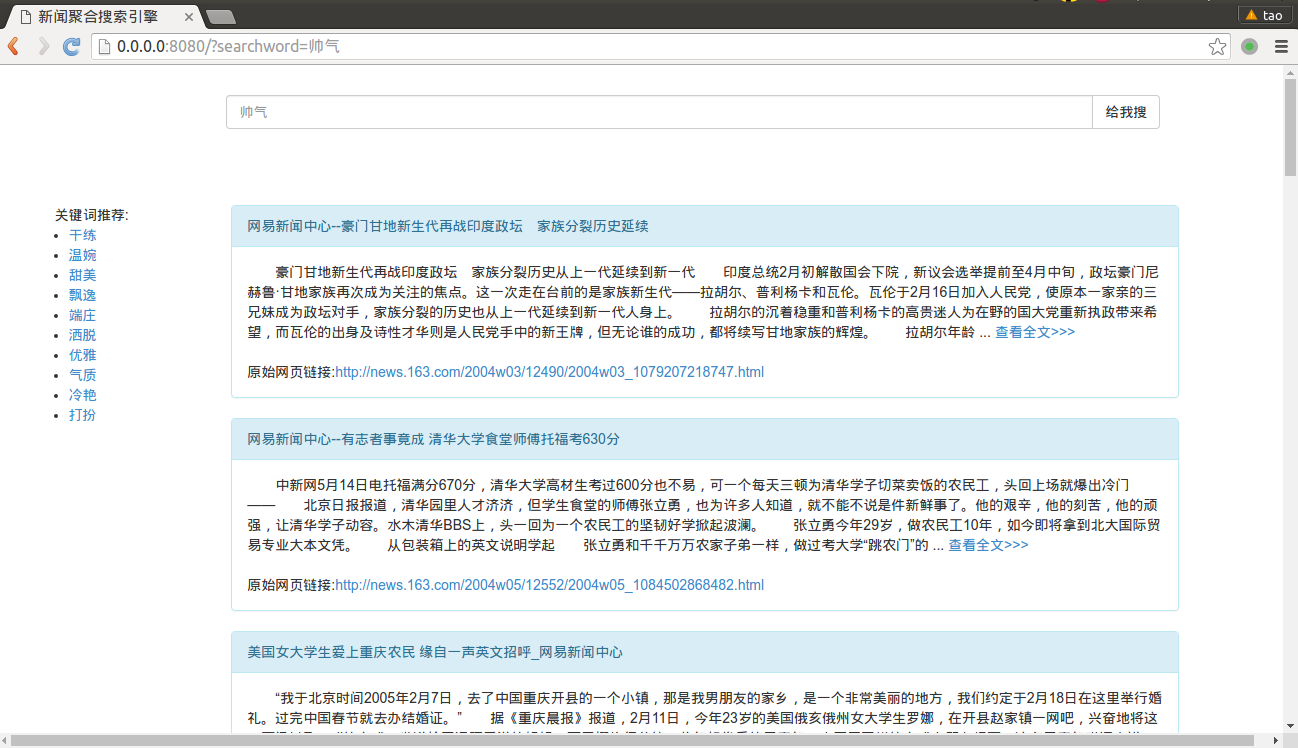 新闻聚合搜索引擎
tao
0.0.0.0:8080/?searchword=帅气
帅气
给我搜
关键词推荐:
干练
温婉
甜美
飘逸
端庄
洒脱
优雅
气质
冷艳
打扮
网易新闻中心--豪门甘地新生代再战印度政坛　家族分裂历史延续
豪门甘地新生代再战印度政坛　家族分裂历史从上一代延续到新一代　　印度总统2月初解散国会下院，新议会选举提前至4月中旬，政坛豪门尼
赫鲁·甘地家族再次成为关注的焦点。这一次走在台前的是家族新生代——拉胡尔、普利杨卡和瓦伦。瓦伦于2月16日加入人民党，使原本一家亲的三
兄妹成为政坛对手，家族分裂的历史也从上一代延续到新一代人身上。　　拉胡尔的沉着稳重和普利杨卡的高贵迷人为在野的国大党重新执政带来希
望，而瓦伦的出身及诗性才华则是人民党手中的新王牌，但无论谁的成功，都将续写甘地家族的辉煌。　　拉胡尔年龄 ... 查看全文>>>
原始网页链接:http://news.163.com/2004w03/12490/2004w03_1079207218747.html
网易新闻中心--有志者事竟成 清华大学食堂师傅托福考630分
中新网5月14日电托福满分670分，清华大学高材生考过600分也不易，可一个每天三顿为清华学子切菜卖饭的农民工，头回上场就爆出冷门
——　　北京日报报道，清华园里人才济济，但学生食堂的师傅张立勇，也为许多人知道，就不能不说是件新鲜事了。他的艰辛，他的刻苦，他的顽
强，让清华学子动容。水木清华BBS上，头一回为一个农民工的坚韧好学掀起波澜。　　张立勇今年29岁，做农民工10年，如今即将拿到北大国际贸
易专业大本文凭。　　从包装箱上的英文说明学起　　张立勇和千千万万农家子弟一样，做过考大学“跳农门”的 ... 查看全文>>>
原始网页链接:http://news.163.com/2004w05/12552/2004w05_1084502868482.html
美国女大学生爱上重庆农民 缘自一声英文招呼_网易新闻中心
“我于北京时间2005年2月7日，去了中国重庆开县的一个小镇，那是我男朋友的家乡，是一个非常美丽的地方，我们约定于2月18日在这里举行婚
礼。过完中国春节就去办结婚证。”　　据《重庆晨报》报道，2月11日，今年23岁的美国俄亥俄州女大学生罗娜，在开县赵家镇一网吧，兴奋地将这